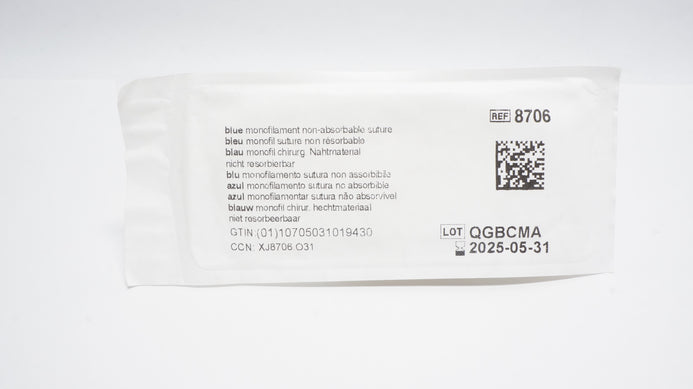 blue monofilament non-absorbable suture
bleu monofil suture non résorbable
blau monofil chirurg. Nahtmaterial
nicht resorbierbar
blu monofilamento sutura non assorbibile
azul monofilamento sutura no absorbible
azul monofilamentar sutura não absorvível
blauw monofil chirur. hechtmateriaal
niet resorbeerbaar
GTIN:(01)10705031019430
CCN: XJ8706.O31
REF 8706
LOT QGBCMA
2025-05-31